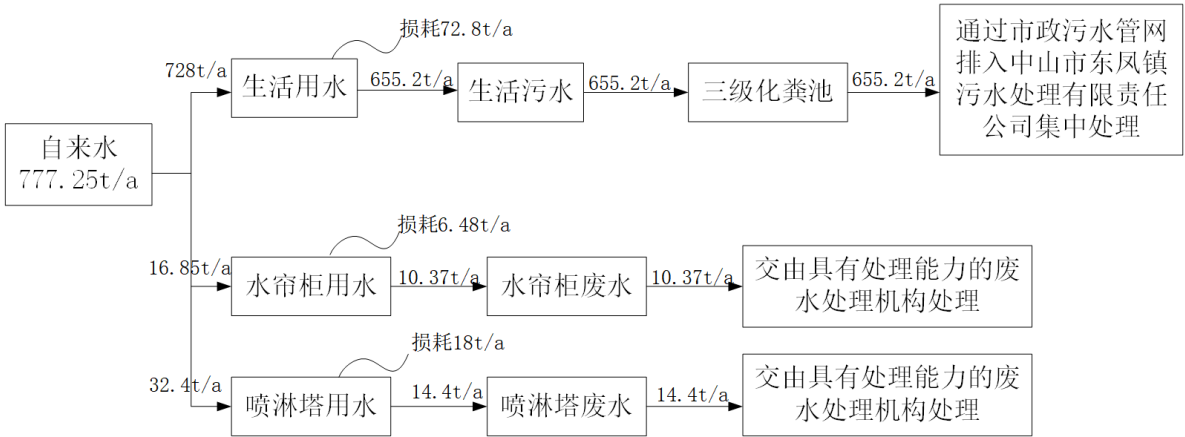 损耗72.8t/a
728t/a
生活用水
655.2t/a
生活污水
655.2t/a
三级化粪池
655.2t/a
通过市政污水管网
排入中山市东凤镇
污水处理有限责任
公司集中处理
自来水
777.25t/a
损耗6.48t/a
16.85t/a
水帘柜用水
10.37t/a
水帘柜废水
10.37t/a
交由具有处理能力的废
水处理机构处理
损耗18t/a
32.4t/a
喷淋塔用水
14.4t/a
喷淋塔废水
14.4t/a
交由具有处理能力的废
水处理机构处理